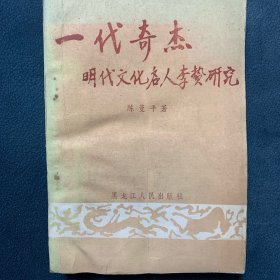 一代奇杰
明代文化名人李贽研究
陈蔓平著
黑龙江人民出版社